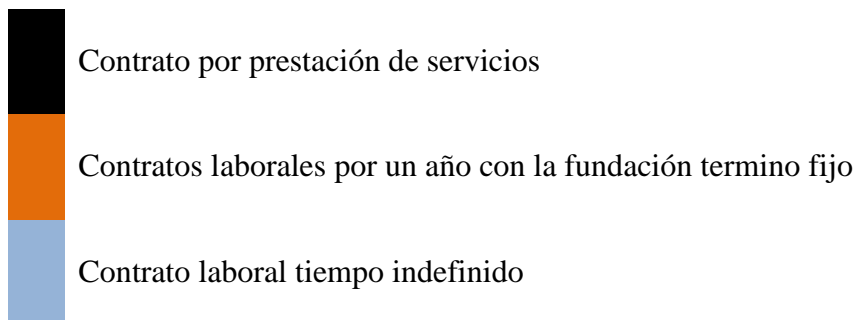 Contrato por prestación de servicios
Contratos laborales por un año con la fundación termino fijo
Contrato laboral tiempo indefinido